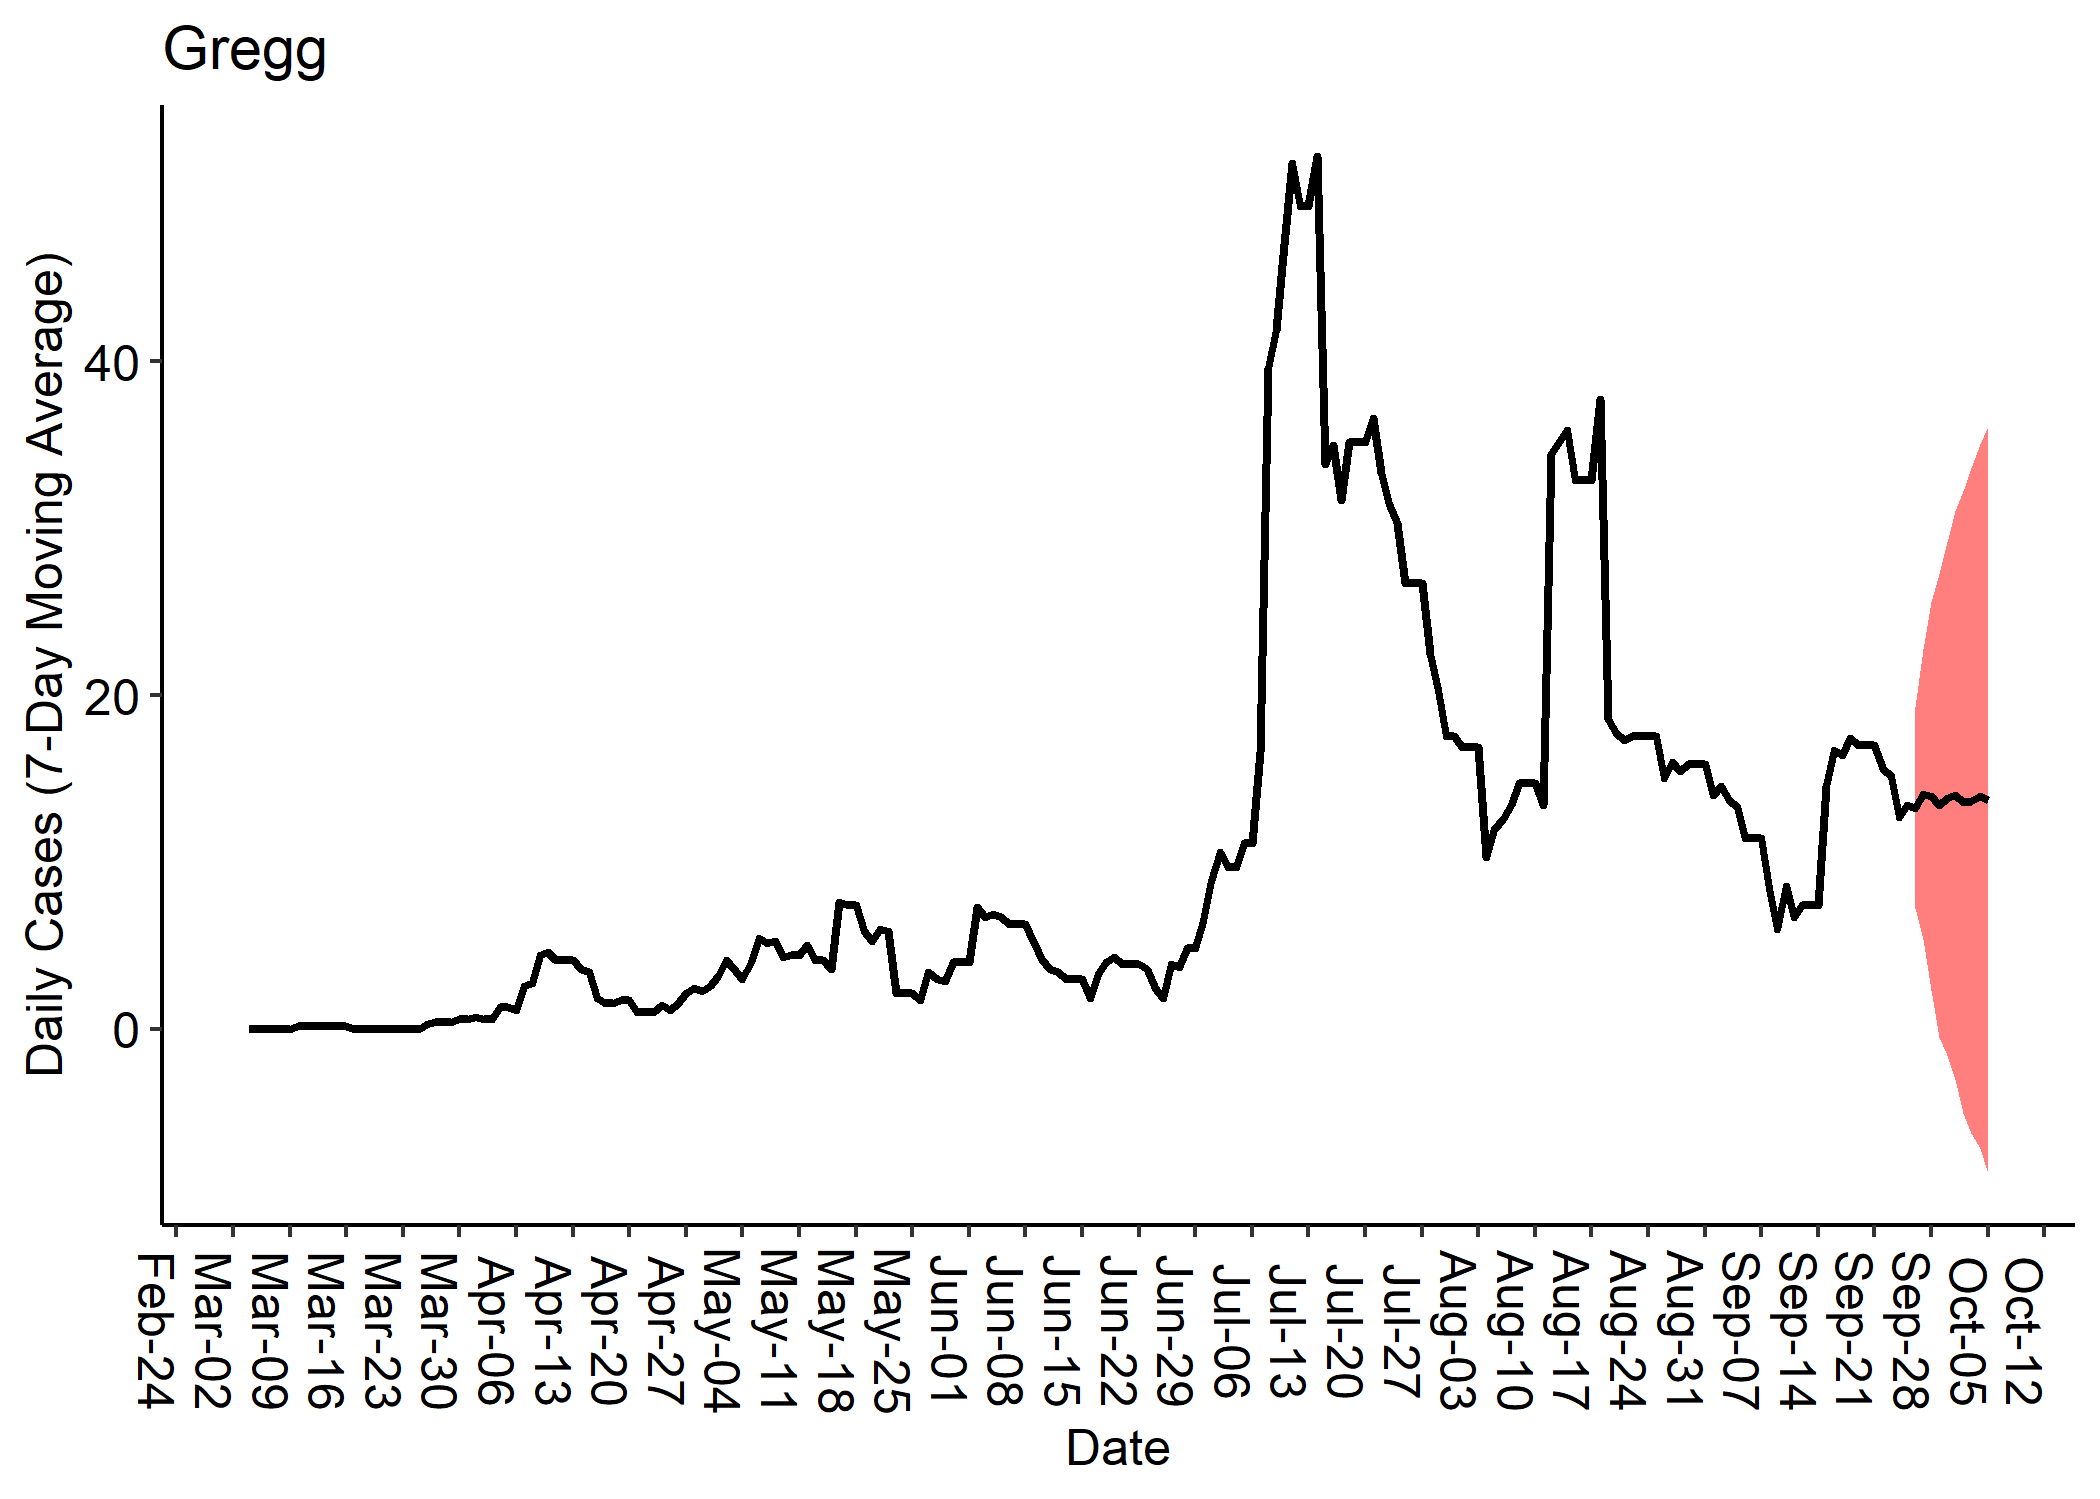 Gregg
Daily Cases (7-Day Moving Average)
40
20
0
Feb-24
Mar-02
Mar-09
Mar-16
Mar-23
Mar-30
Apr-06
Apr-13
Apr-20
Apr-27
May-04
May-11
May-18
May-25
Jun-01
Jun-08
Jun-15
Jun-22
Jun-29
Jul-06
Jul-13
Jul-20
Jul-27
Aug-03
Aug-10
Aug-17
Aug-24
Aug-31
Sep-07
Sep-14
Sep-21
Sep-28
Oct-05
Oct-12
Date